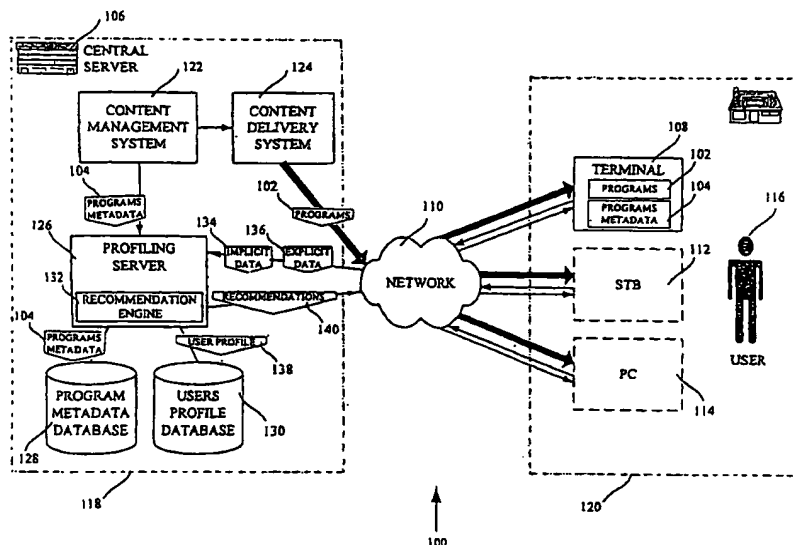 106
CENTRAL
SERVER
122
124
CONTENT
MANAGEMENT
SYSTEM
CONTENT
DELIVERY
SYSTEM
120
108
TERMINAL
102
PROGRAMS
104
PROGRAMS
METADATA
104
PROGRAMS
METADATA
102
PROGRAMS
110
116
134
136
126
PROFILING
SERVER
IMPLICIT
DATA
EXPLICIT
DATA
NETWORK
112
STB
132
RECOMMENDATION
ENGINE
RECOMMENDATIONS
140
USER
104
PROGRAMS
METADATA
USER PROFILE
138
PC
114
PROGRAM
METADATA
DATABASE
128
USERS
PROFILE
DATABASE
130
118
120
100